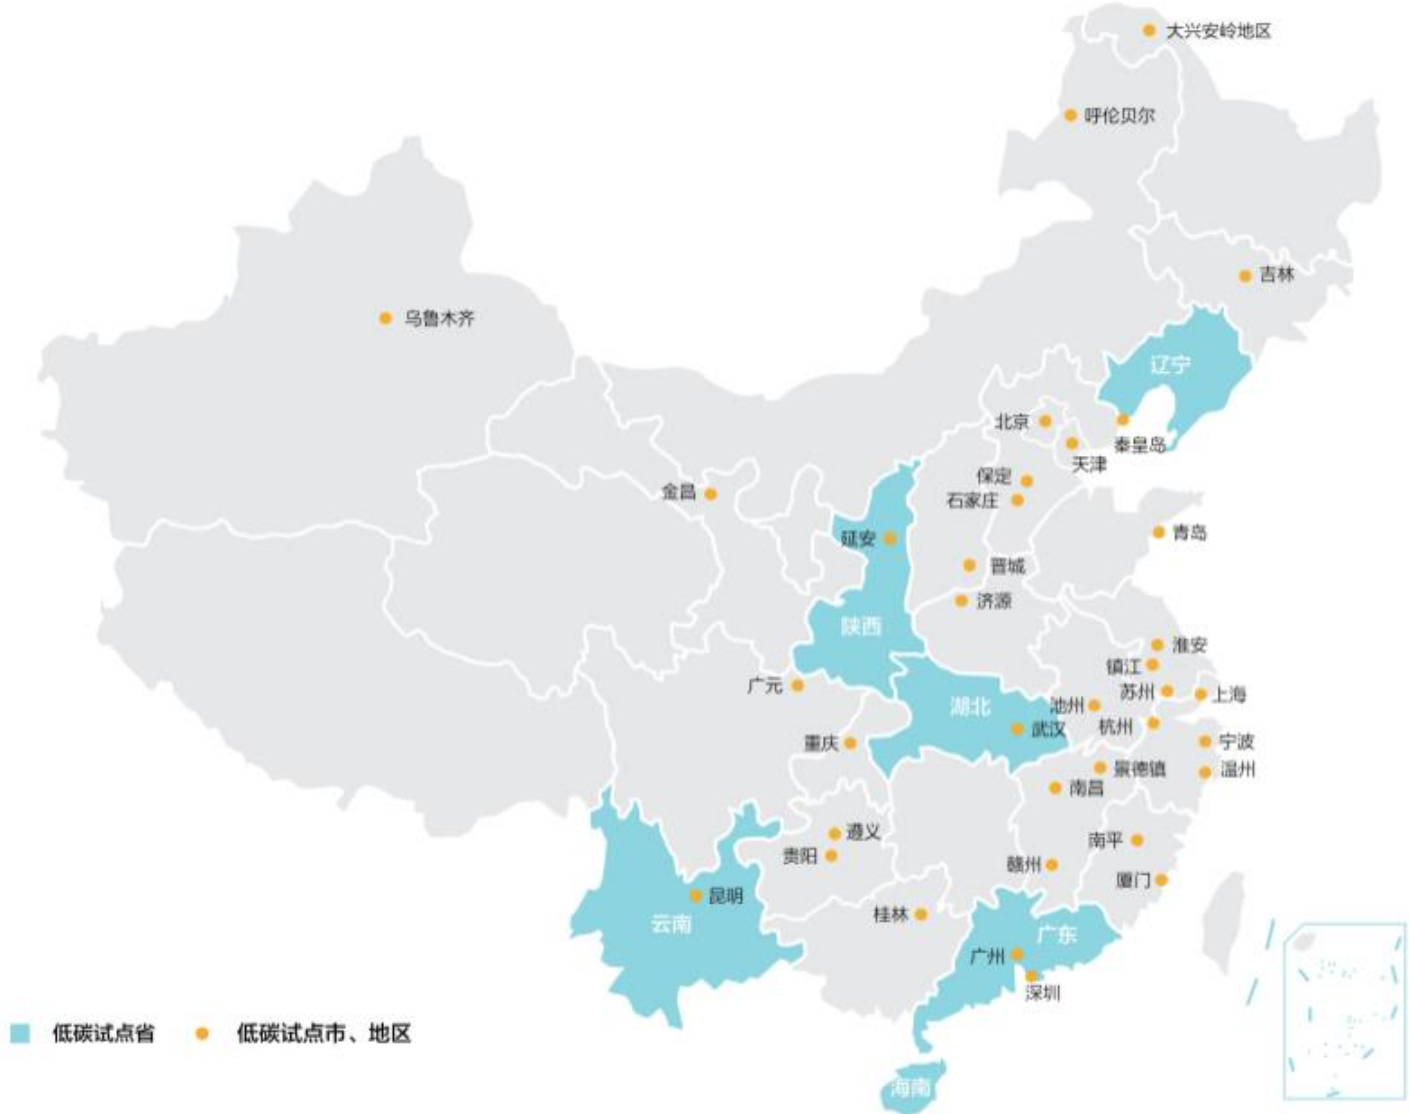 大兴安岭地区
呼伦贝尔
吉林
乌鲁木齐
辽宁
北京
秦皇岛
天津
保定
金昌
石家庄
青岛
延安
晋城
济源
陕西
淮安
镇江
广元
苏州
上海
池州
湖北
杭州
武汉
重庆
宁波
景德镇
温州
南昌
遵义
南平
贵阳
赣州
厦门
昆明
桂林
云南
广东
广州
深圳
低碳试点省
低碳试点市、地区
海南